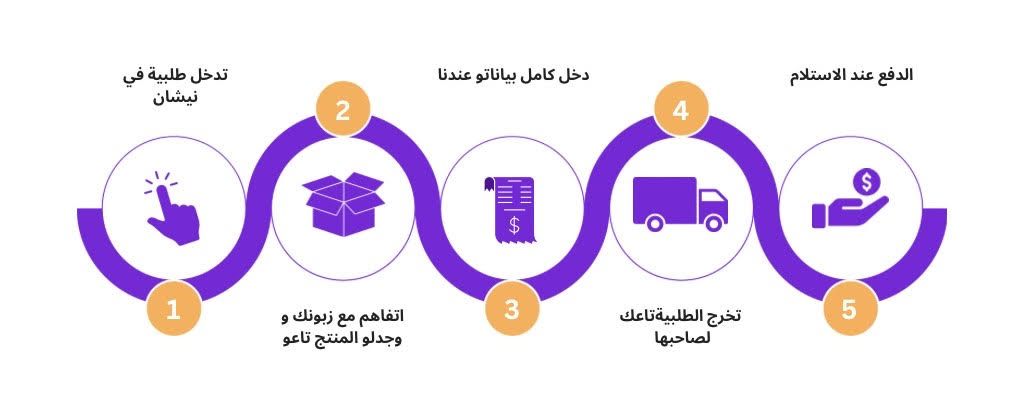 تدخل طلبية في
نيشان
1
2
اتفاهم مع زبونك و
وجدلو المنتج تاعو
دخل كامل بياناتو عندنا
$
3
4
تخرج الطلبيةتاعك
لصاحبها
الدفع عند الاستلام
$
5